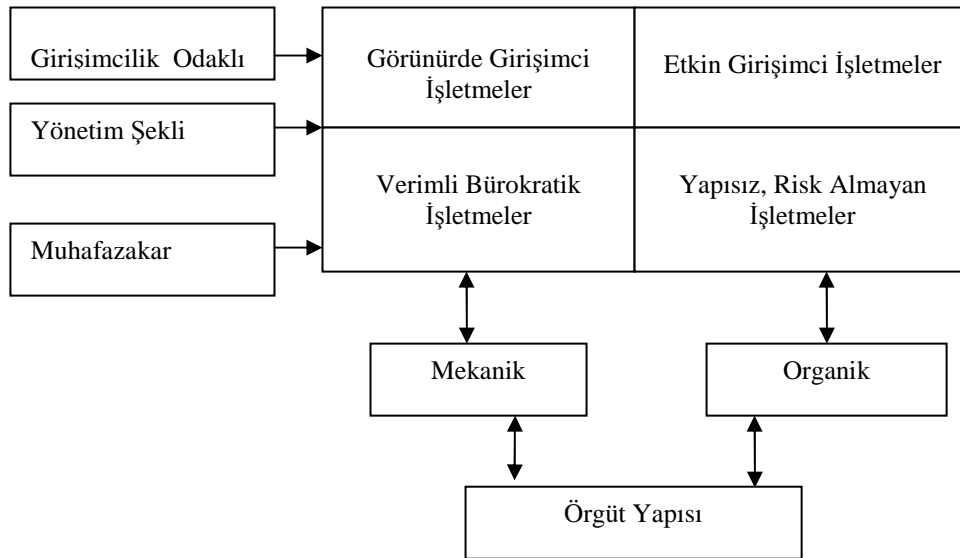 Girişimcilik Odaklı
Görünürde Girişimci
İşletmeler
Etkin Girişimci İşletmeler
Yönetim Şekli
Verimli Bürokratik
İşletmeler
Yapısız, Risk Almayan
İşletmeler
Muhafazakar
Mekanik
Organik
Örgüt Yapısı